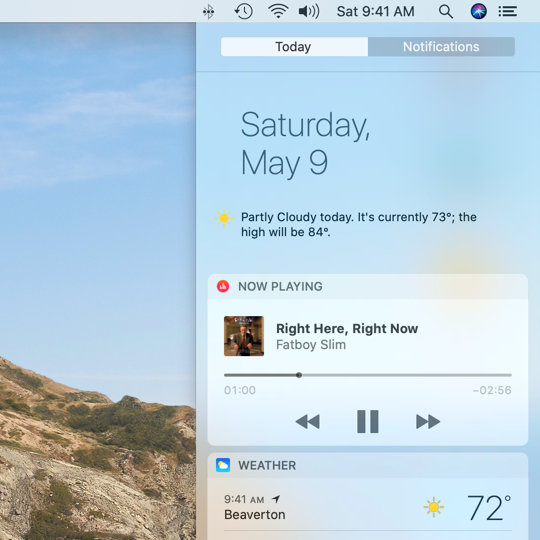 Sat 9:41 AM
Today
Notifications
Saturday,
May 9
Partly Cloudy today. It's currently 73°; the
high will be 84°.
NOW PLAYING
Right Here, Right Now
Fatboy Slim
01:00
−02:56
WEATHER
9:41 AM
Beaverton
72°